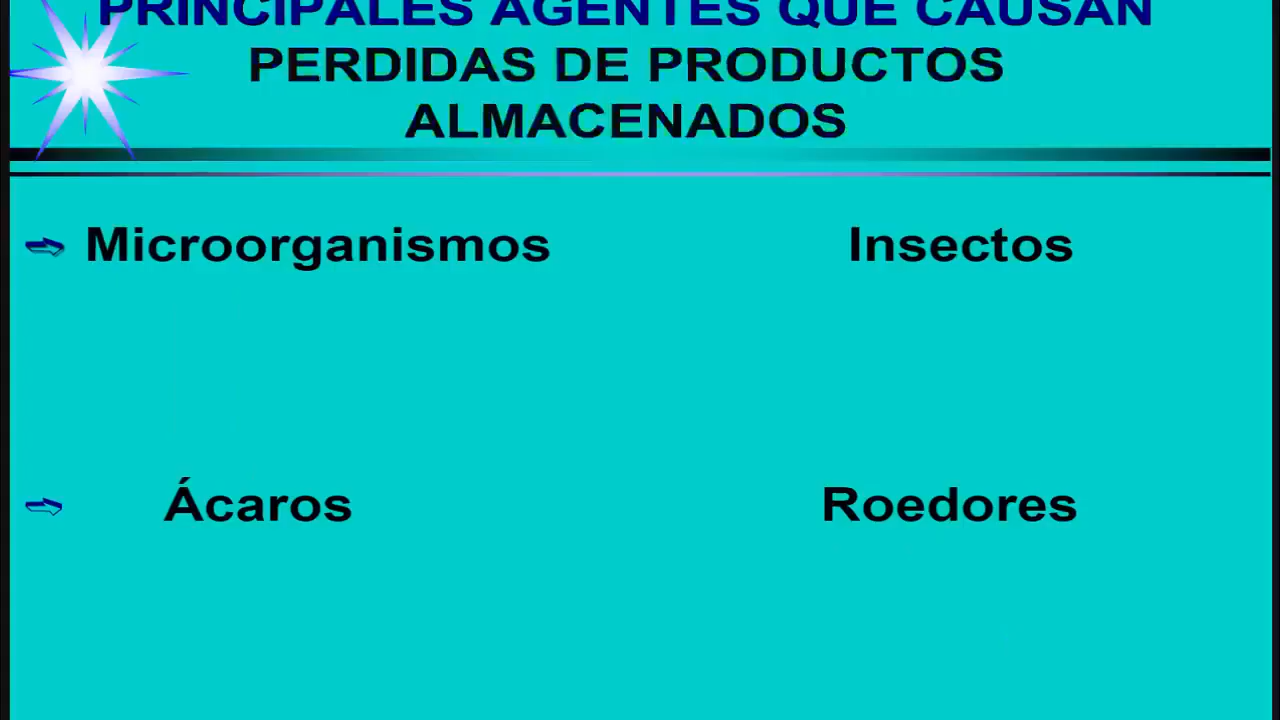 PRINCIPALES AGENTES QUE CAUSAN
PERDIDAS DE PRODUCTOS
ALMACENADOS
Microorganismos Insectos
Ácaros Roedores